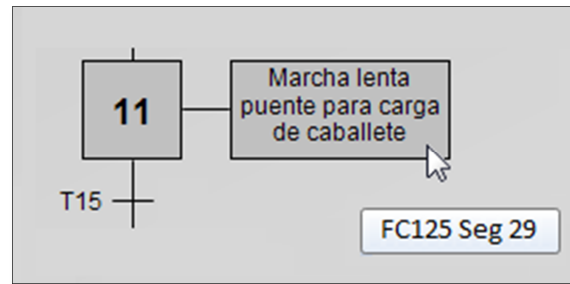 11
Marcha lenta
puente para carga
de caballete
T15
FC125 Seg 29